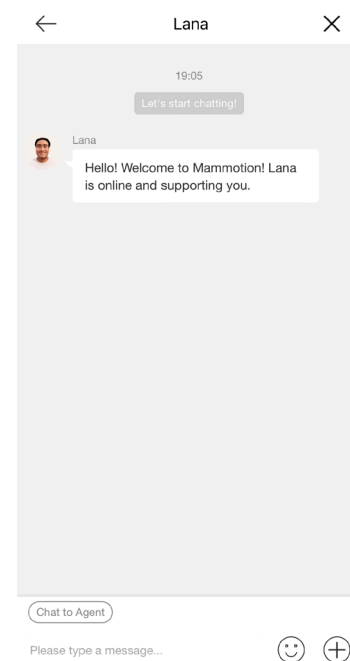 Lana
19:05
Let's start chatting!
Lana
Hello! Welcome to Mammotion! Lana
is online and supporting you.
Chat to Agent
Please type a message...